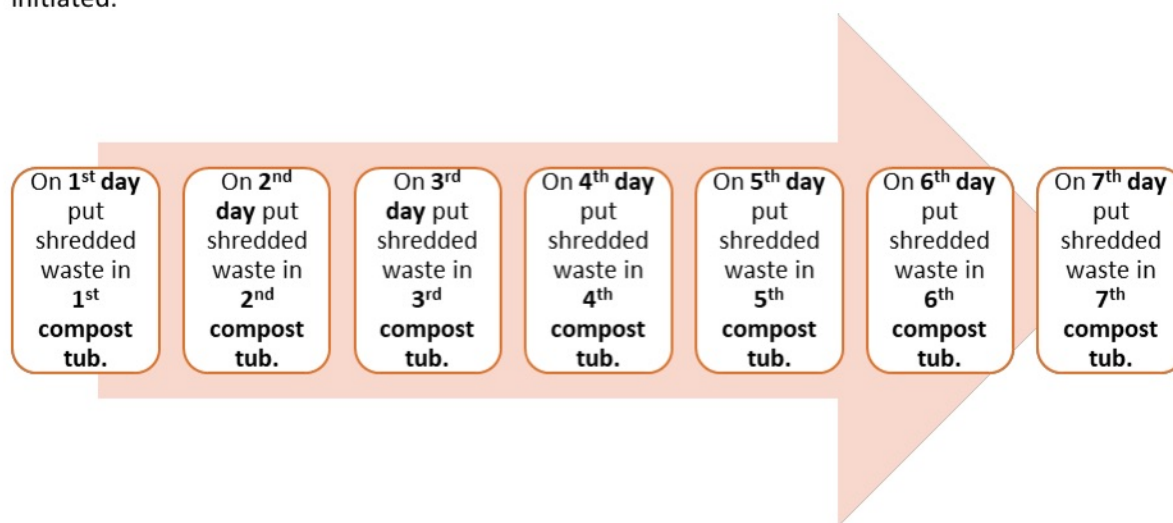 initiated.
On 1st day
put
shredded
waste in
1st
compost
tub.
On 2nd
day put
shredded
waste in
2nd
compost
tub.
On 3rd
day put
shredded
waste in
3rd
compost
tub.
On 4th day
put
shredded
waste in
4th
compost
tub.
On 5th day
put
shredded
waste in
5th
compost
tub.
On 6th day
put
shredded
waste in
6th
compost
tub.
On 7th day
put
shredded
waste in
7th
compost
tub.